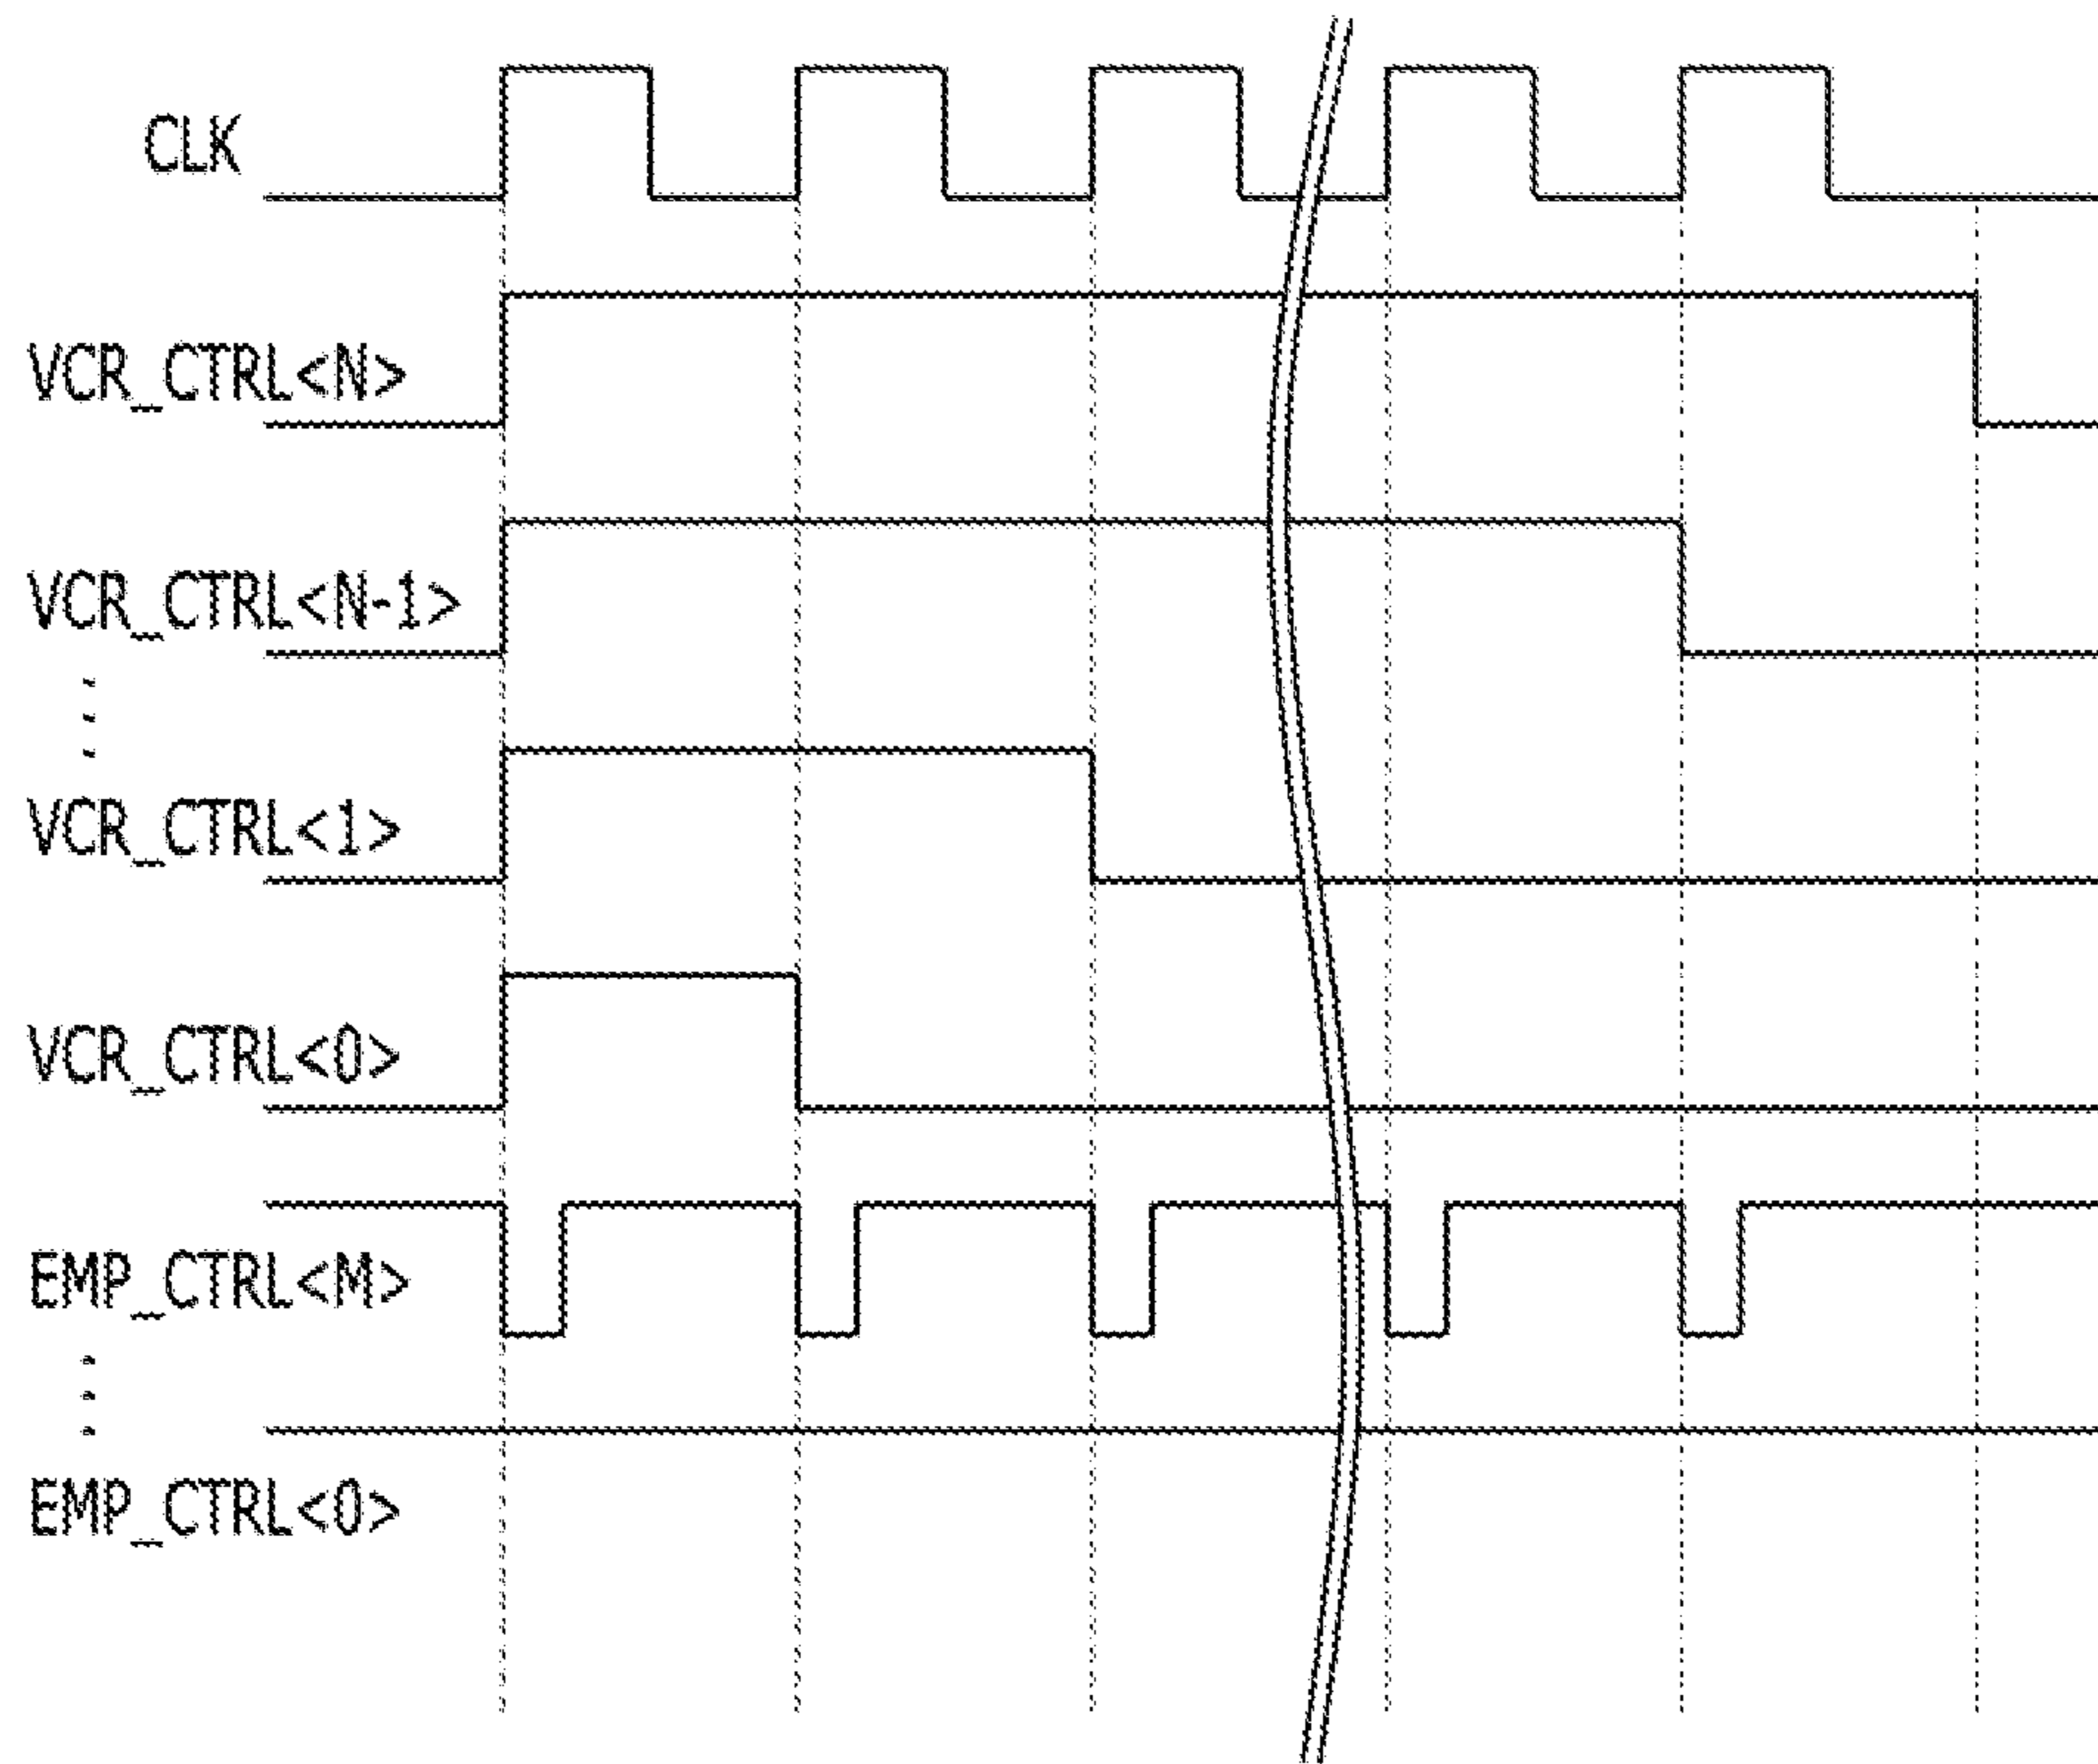 CLK
VCR_CTRL<N>
VCR_CTRL<N-1>
VCR_CTRL<1>
VCR_CTRL<0>
EMP_CTRL<M>
EMP_CTRL<0>